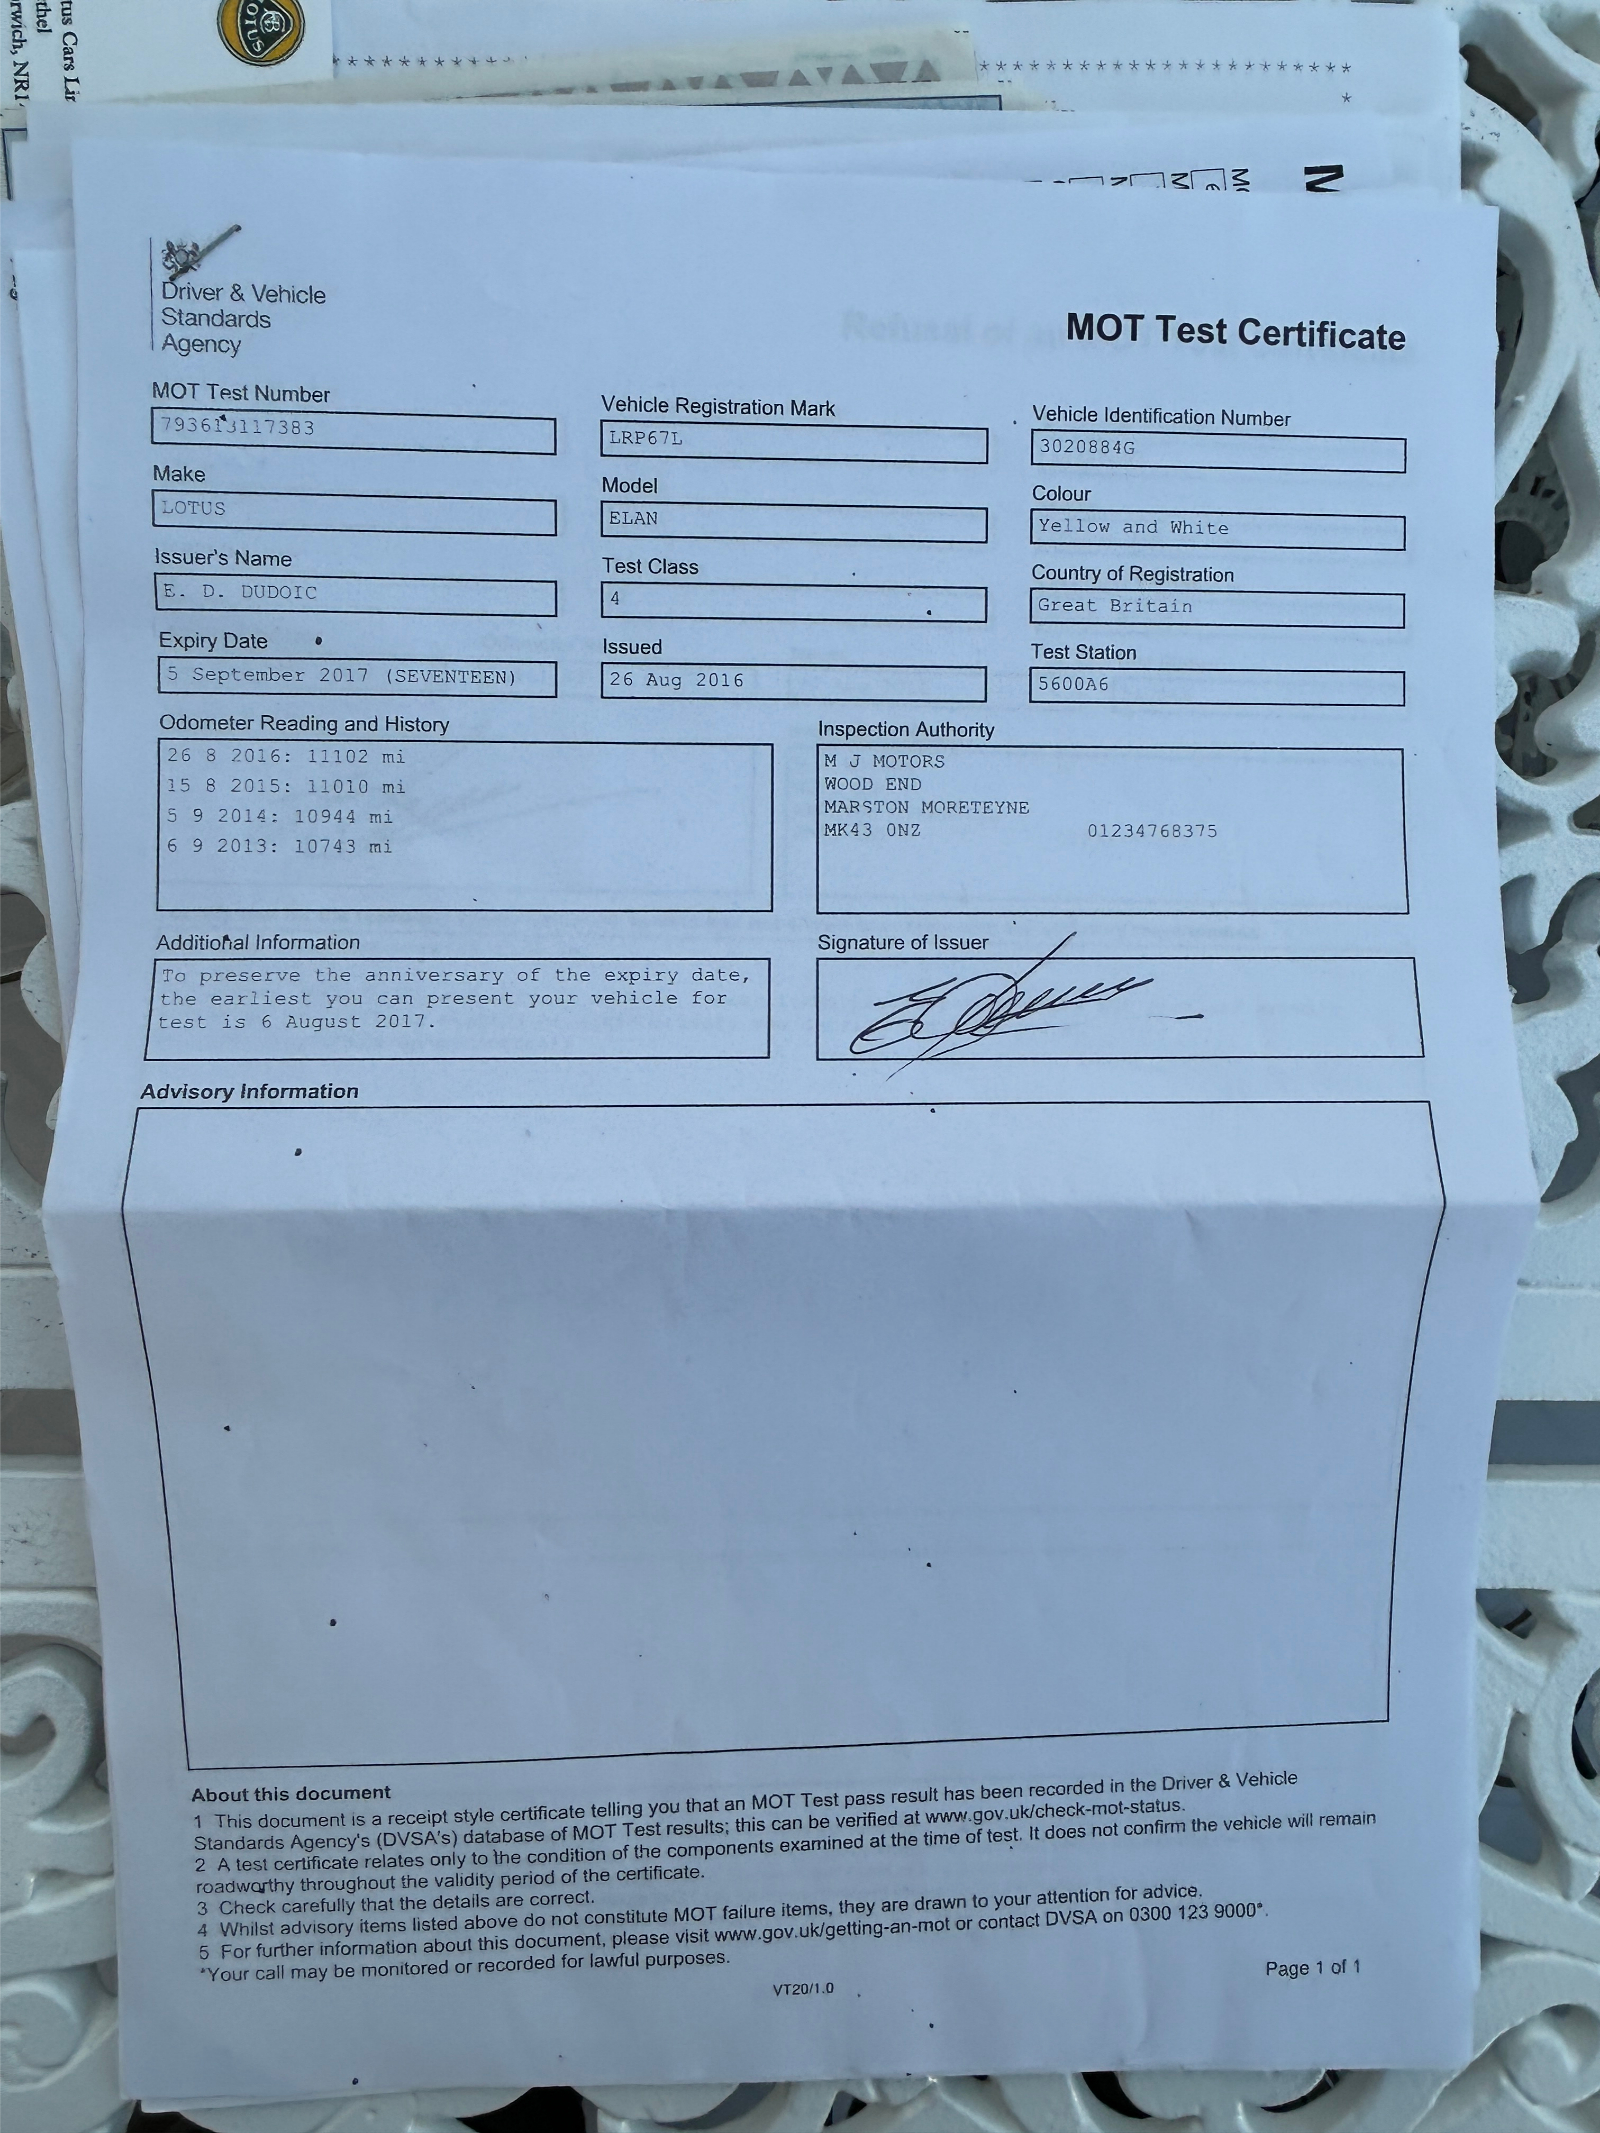 tus Cars Li
thel
rwich, NR1
LOTUS
* * * * * * * * * *
* * * * * * * * * * * * * * * * * * * * * * *
*
Driver & Vehicle
Standards
Agency
MOT Test Certificate
MOT Test Number
793613117383
Vehicle Registration Mark
LRP67L
Vehicle Identification Number
3020884G
Make
LOTUS
Model
ELAN
Colour
Yellow and White
Issuer's Name
E. D. DUDOIC
Test Class
4
Country of Registration
Great Britain
Expiry Date
5 September 2017 (SEVENTEEN)
Issued
26 Aug 2016
Test Station
5600A6
Odometer Reading and History
26 8 2016: 11102 mi
15 8 2015: 11010 mi
5 9 2014: 10944 mi
6 9 2013: 10743 mi
Inspection Authority
M J MOTORS
WOOD END
MARSTON MORETEYNE
MK43 0NZ 01234768375
Additional Information
To preserve the anniversary of the expiry date,
the earliest you can present your vehicle for
test is 6 August 2017.
Signature of Issuer
Advisory Information
About this document
1 This document is a receipt style certificate telling you that an MOT Test pass result has been recorded in the Driver & Vehicle
Standards Agency's (DVSA's) database of MOT Test results; this can be verified at www.gov.uk/check-mot-status.
2 A test certificate relates only to the condition of the components examined at the time of test. It does not confirm the vehicle will remain
roadworthy throughout the validity period of the certificate.
3 Check carefully that the details are correct.
4 Whilst advisory items listed above do not constitute MOT failure items, they are drawn to your attention for advice.
5 For further information about this document, please visit www.gov.uk/getting-an-mot or contact DVSA on 0300 123 9000*.
*Your call may be monitored or recorded for lawful purposes.
Page 1 of 1
VT20/1.0